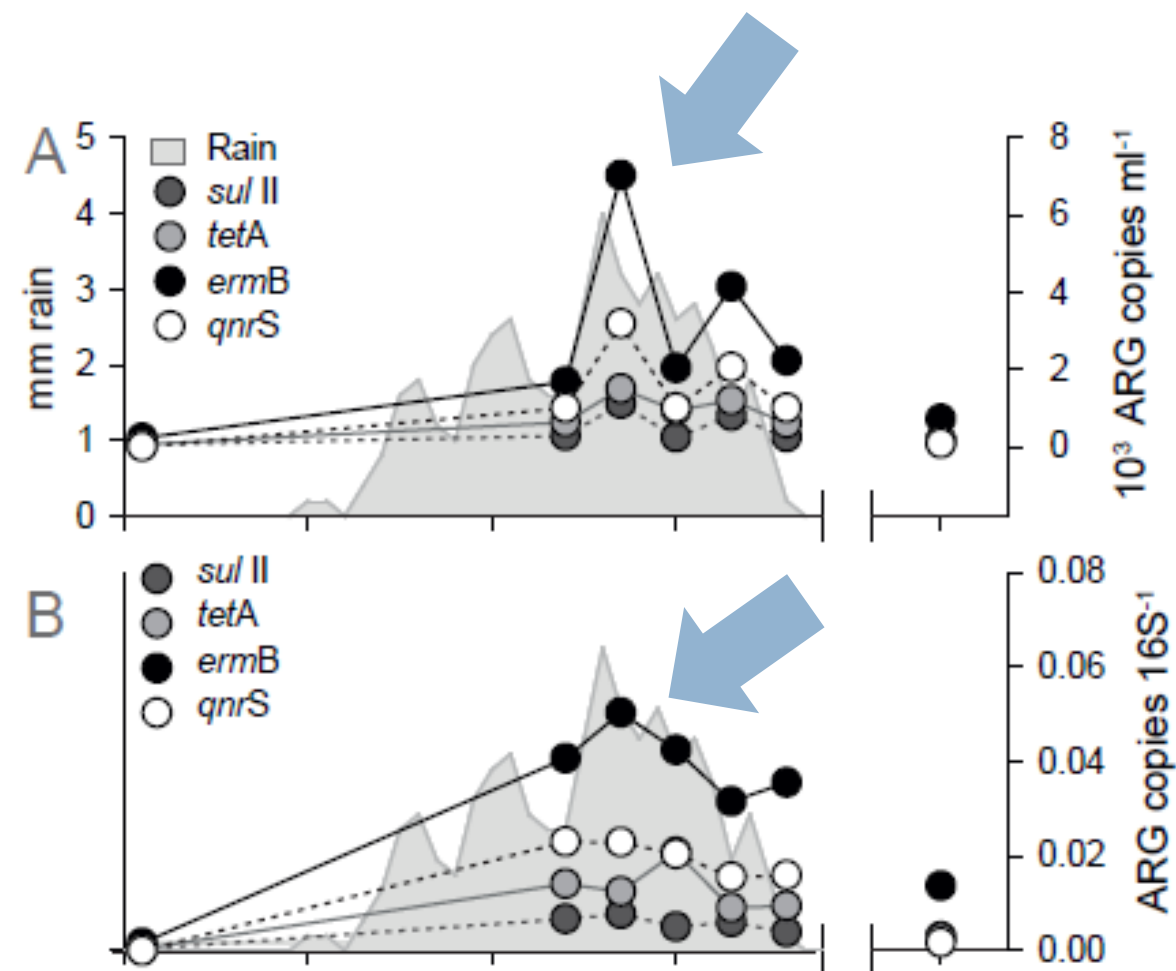 A
5
4
3
2
1
0
mm rain
Rain
sul II
tetA
ermB
qnrS
8
6
4
2
0
10³ ARG copies ml⁻¹
B
sul II
tetA
ermB
qnrS
0.08
0.06
0.04
0.02
0.00
ARG copies 16S⁻¹